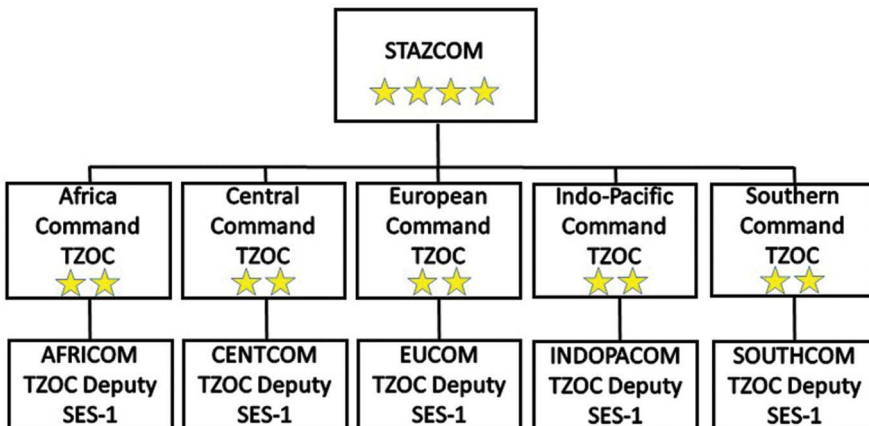 STAZCOM
Africa
Command
TZOC
Central
Command
TZOC
European
Command
TZOC
Indo-Pacific
Command
TZOC
Southern
Command
TZOC
AFRICOM
TZOC Deputy
SES-1
CENTCOM
TZOC Deputy
SES-1
EUCOM
TZOC Deputy
SES-1
INDOPACOM
TZOC Deputy
SES-1
SOUTHCOM
TZOC Deputy
SES-1